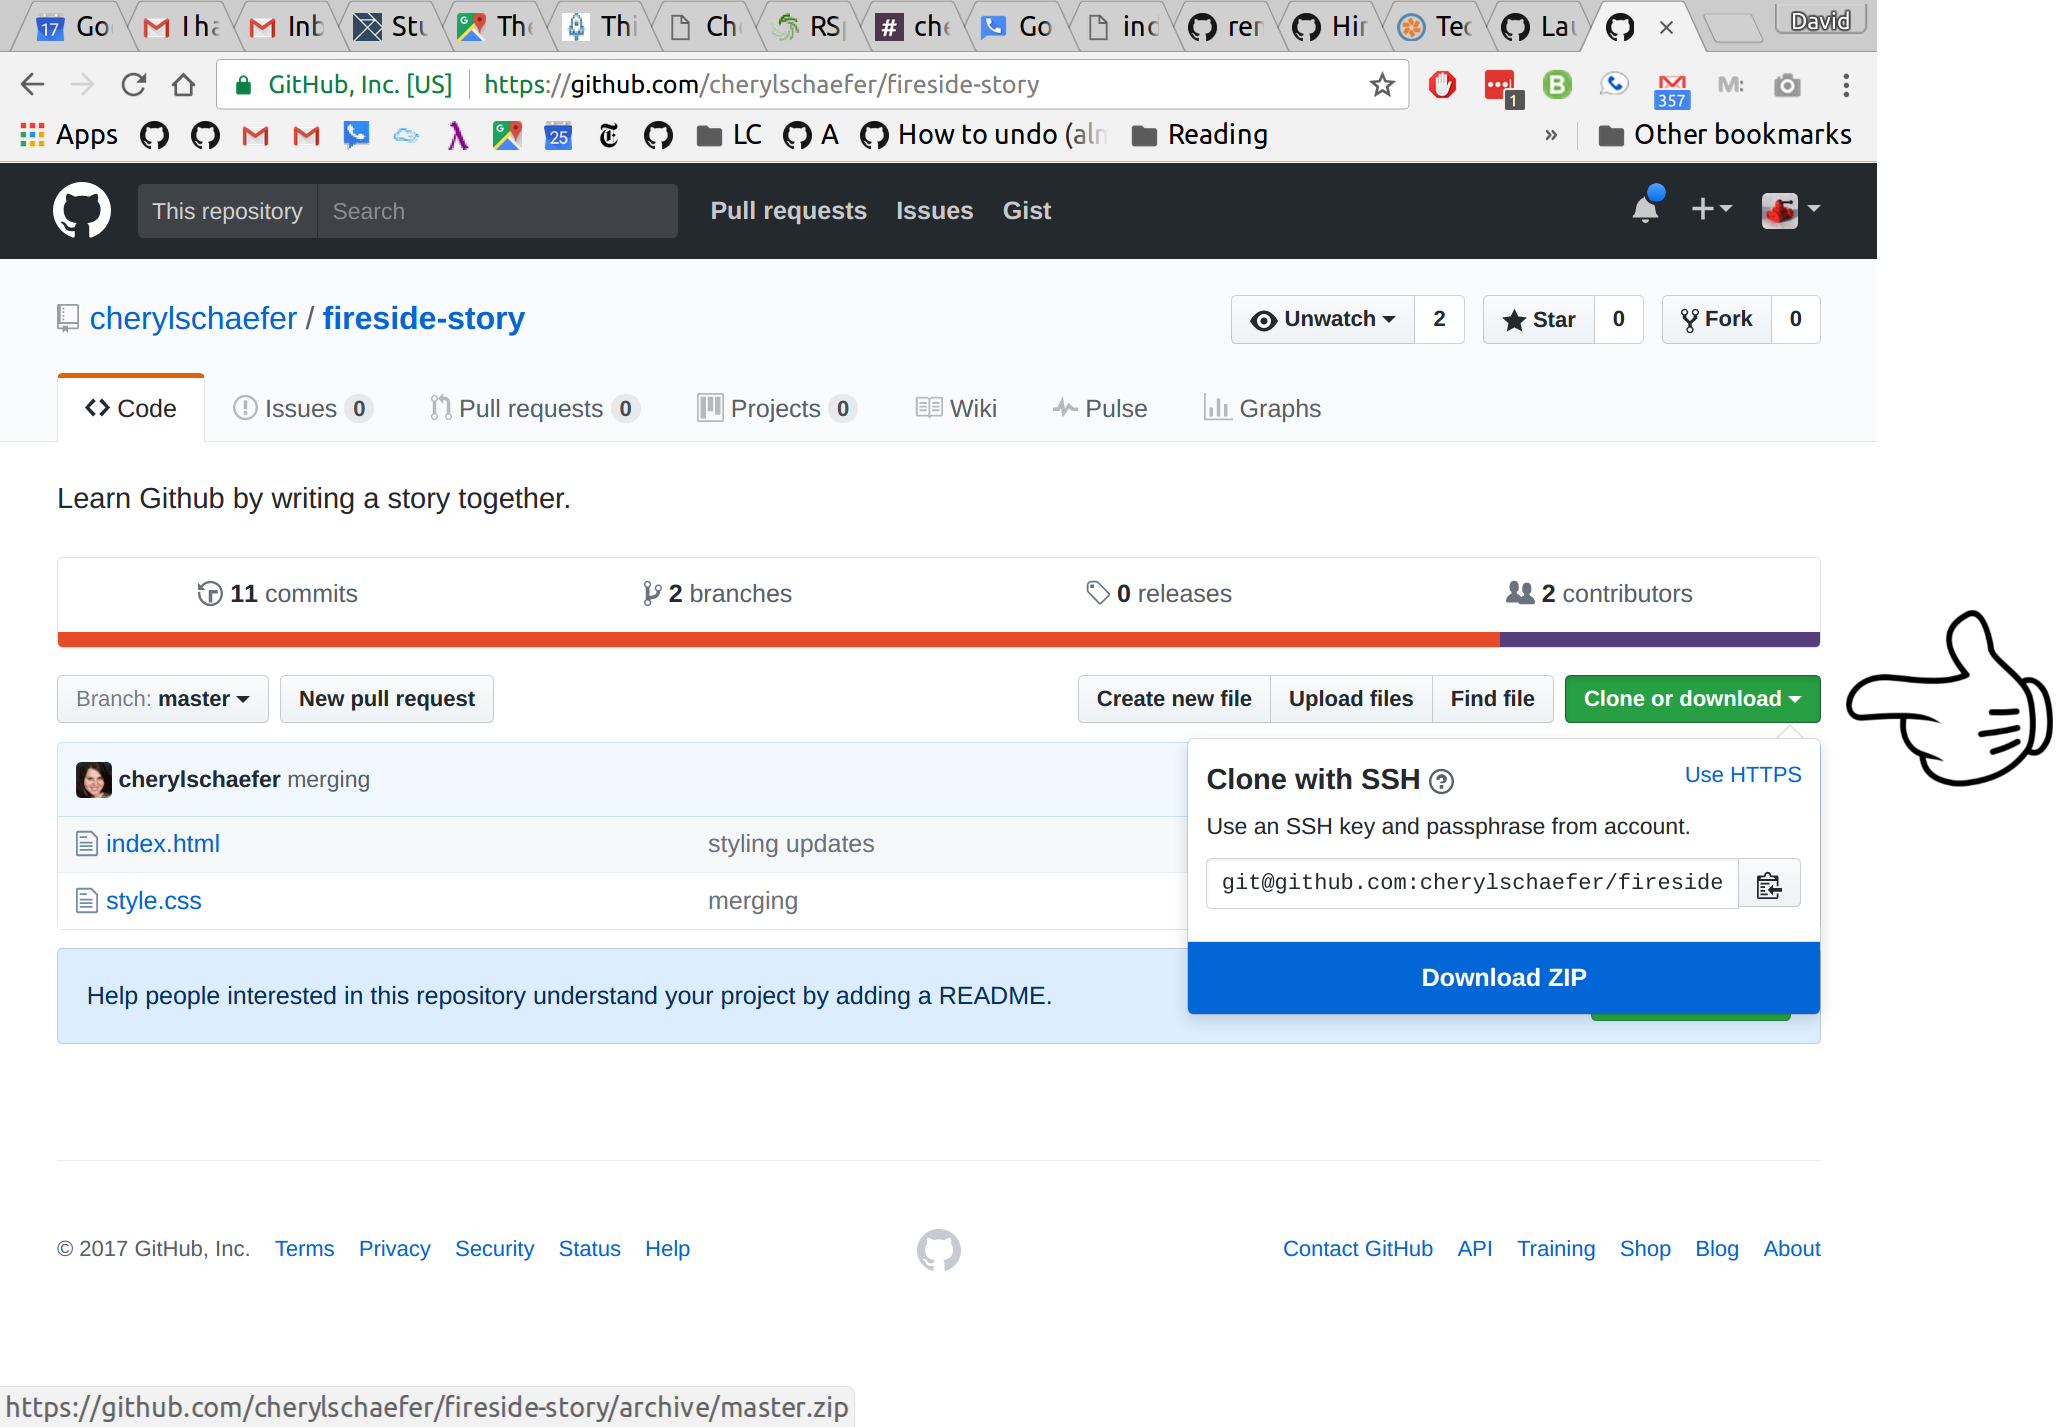 17 Go I ha Inb Stu The Thi Ch RSp # che Go ind rer Hir Tec Lau × David
GitHub, Inc. [US] https://github.com/cherylschaefer/fireside-story 1 B 357 M:
Apps λ 25 LC A How to undo (alm Reading » Other bookmarks
This repository Search Pull requests Issues Gist
cherylschaefer / fireside-story Unwatch 2 Star 0 Fork 0
Code Issues 0 Pull requests 0 Projects 0 Wiki Pulse Graphs
Learn Github by writing a story together.
11 commits 2 branches 0 releases 2 contributors
Branch: master New pull request Create new file Upload files Find file Clone or download
cherylschaefer merging
Clone with SSH Use HTTPS
Use an SSH key and passphrase from account.
index.html styling updates
git@github.com:cherylschaefer/fireside
style.css merging
Download ZIP
Help people interested in this repository understand your project by adding a README.
© 2017 GitHub, Inc. Terms Privacy Security Status Help Contact GitHub API Training Shop Blog About
https://github.com/cherylschaefer/fireside-story/archive/master.zip